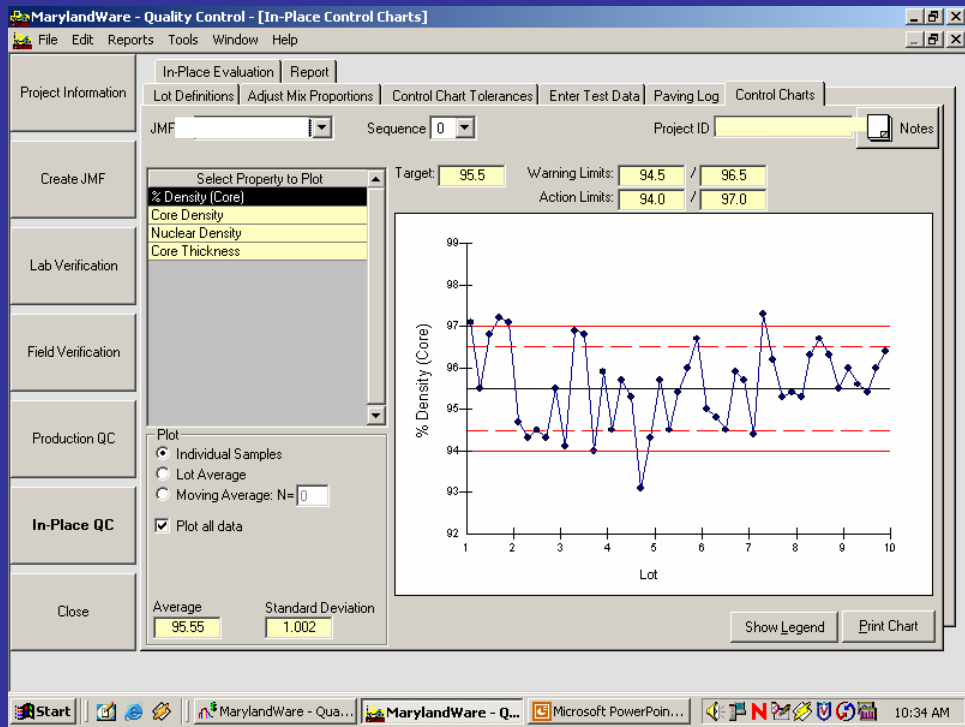 MarylandWare - Quality Control - [In-Place Control Charts]
File Edit Reports Tools Window Help
In-Place Evaluation Report
Lot Definitions Adjust Mix Proportions Control Chart Tolerances Enter Test Data Paving Log Control Charts
JMF Sequence 0 Project ID Notes
Project Information
Create JMF
Lab Verification
Field Verification
Production QC
In-Place QC
Close
Select Property to Plot
% Density (Core)
Core Density
Nuclear Density
Core Thickness
Target: 95.5 Warning Limits: 94.5 / 96.5
Action Limits: 94.0 / 97.0
% Density (Core)
99
98
97
96
95
94
93
92
1 2 3 4 5 6 7 8 9 10
Lot
Plot
Individual Samples
Lot Average
Moving Average: N= 0
Plot all data
Average Standard Deviation
95.55 1.002
Show Legend Print Chart
Start MarylandWare - Qua... MarylandWare - Q... Microsoft PowerPoin... 10:34 AM